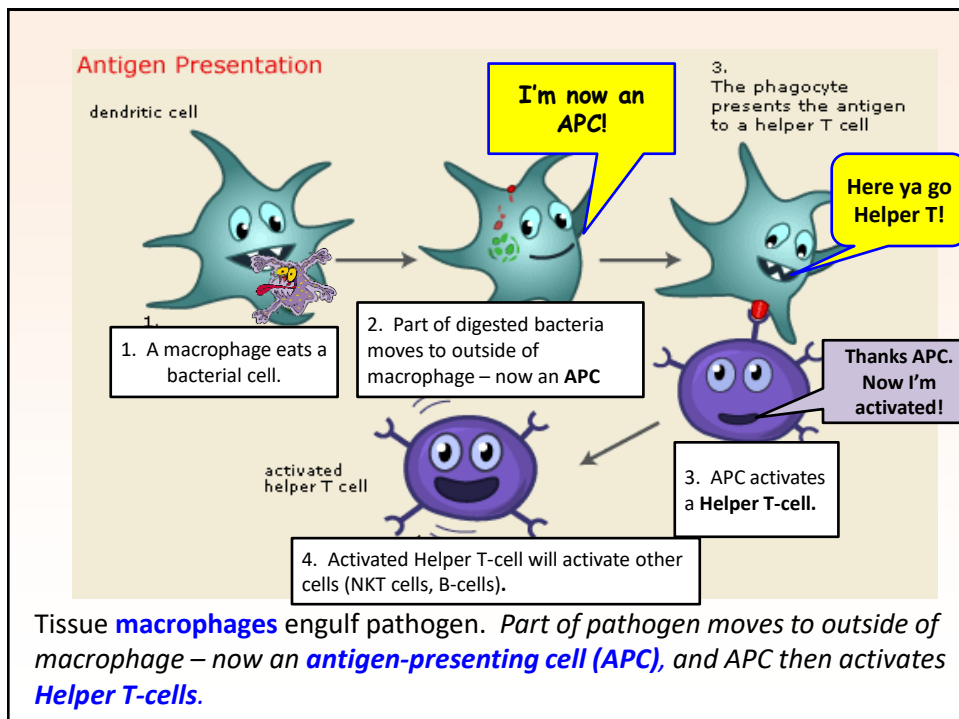 Antigen Presentation
dendritic cell
I'm now an
APC!
3.
The phagocyte
presents the antigen
to a helper T cell
Here ya go
Helper T!
1.
1. A macrophage eats a
bacterial cell.
2. Part of digested bacteria
moves to outside of
macrophage – now an APC
Thanks APC.
Now I'm
activated!
activated
helper T cell
3. APC activates
a Helper T-cell.
4. Activated Helper T-cell will activate other
cells (NKT cells, B-cells).
Tissue macrophages engulf pathogen. Part of pathogen moves to outside of
macrophage – now an antigen-presenting cell (APC), and APC then activates
Helper T-cells.